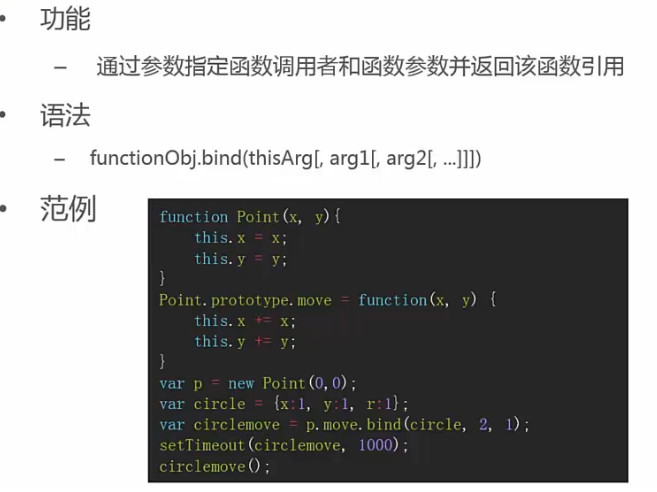 • 功能
– 通过参数指定函数调用者和函数参数并返回该函数引用
• 语法
– functionObj.bind(thisArg[, arg1[, arg2[, ...]]])
• 范例
function Point(x, y){
    this.x = x;
    this.y = y;
}
Point.prototype.move = function(x, y) {
    this.x += x;
    this.y += y;
}
var p = new Point(0,0);
var circle = {x:1, y:1, r:1};
var circlemove = p.move.bind(circle, 2, 1);
setTimeout(circlemove, 1000);
circlemove();